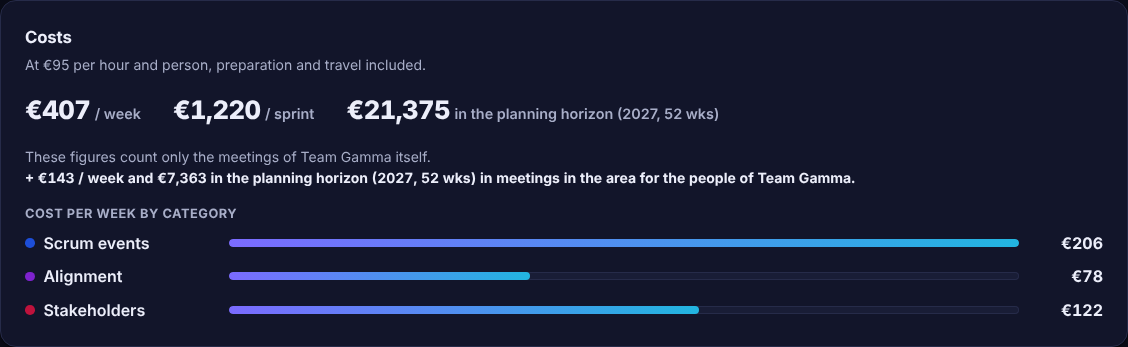 Costs
At €95 per hour and person, preparation and travel included.
€407 / week €1,220 / sprint €21,375 in the planning horizon (2027, 52 wks)
These figures count only the meetings of Team Gamma itself.
+ €143 / week and €7,363 in the planning horizon (2027, 52 wks) in meetings in the area for the people of Team Gamma.
COST PER WEEK BY CATEGORY
Scrum events €206
Alignment €78
Stakeholders €122